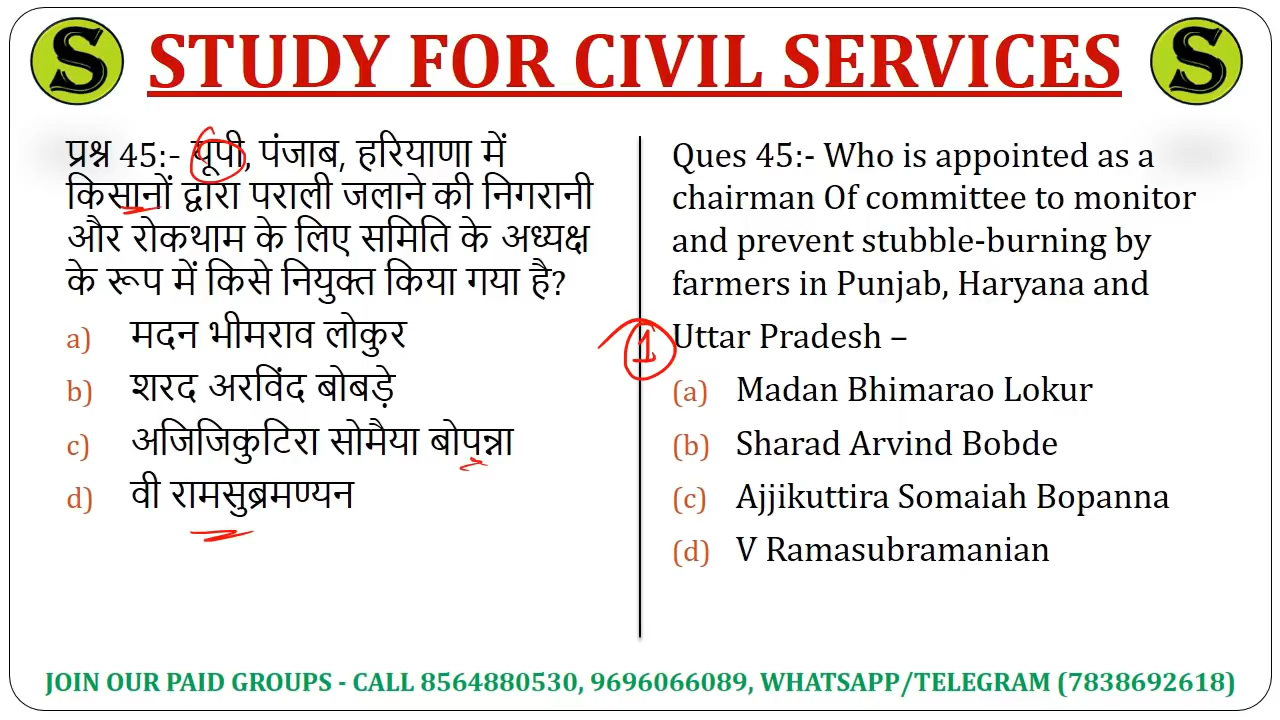 S STUDY FOR CIVIL SERVICES S
प्रश्न 45:- यूपी, पंजाब, हरियाणा में
किसानों द्वारा पराली जलाने की निगरानी
और रोकथाम के लिए समिति के अध्यक्ष
के रूप में किसे नियुक्त किया गया है?
a) मदन भीमराव लोकुर
b) शरद अरविंद बोबड़े
c) अजिजिकुटिरा सोमैया बोपन्ना
d) वी रामसुब्रमण्यन
1
Ques 45:- Who is appointed as a
chairman Of committee to monitor
and prevent stubble-burning by
farmers in Punjab, Haryana and
Uttar Pradesh –
(a) Madan Bhimarao Lokur
(b) Sharad Arvind Bobde
(c) Ajjikuttira Somaiah Bopanna
(d) V Ramasubramanian
JOIN OUR PAID GROUPS - CALL 8564880530, 9696066089, WHATSAPP/TELEGRAM (7838692618)